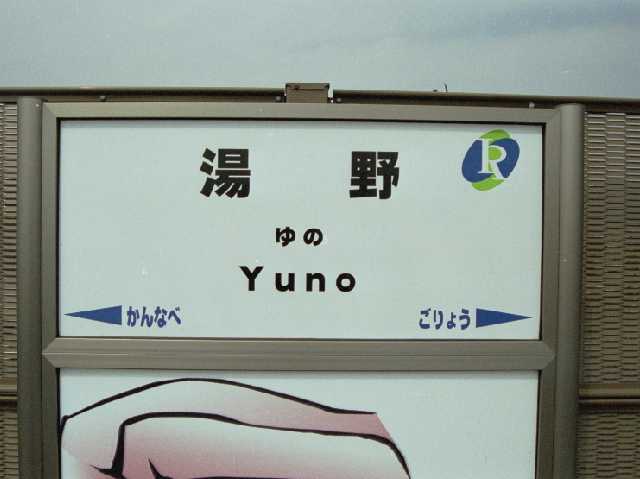 湯野
R
ゆの
Yuno
かんなべ ごりょう